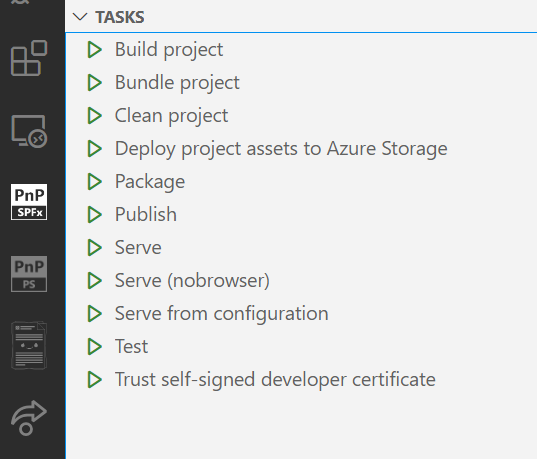 TASKS
Build project
Bundle project
Clean project
Deploy project assets to Azure Storage
Package
PnP
SPFx
Publish
Serve
PnP
PS
Serve (nobrowser)
Serve from configuration
Test
Trust self-signed developer certificate